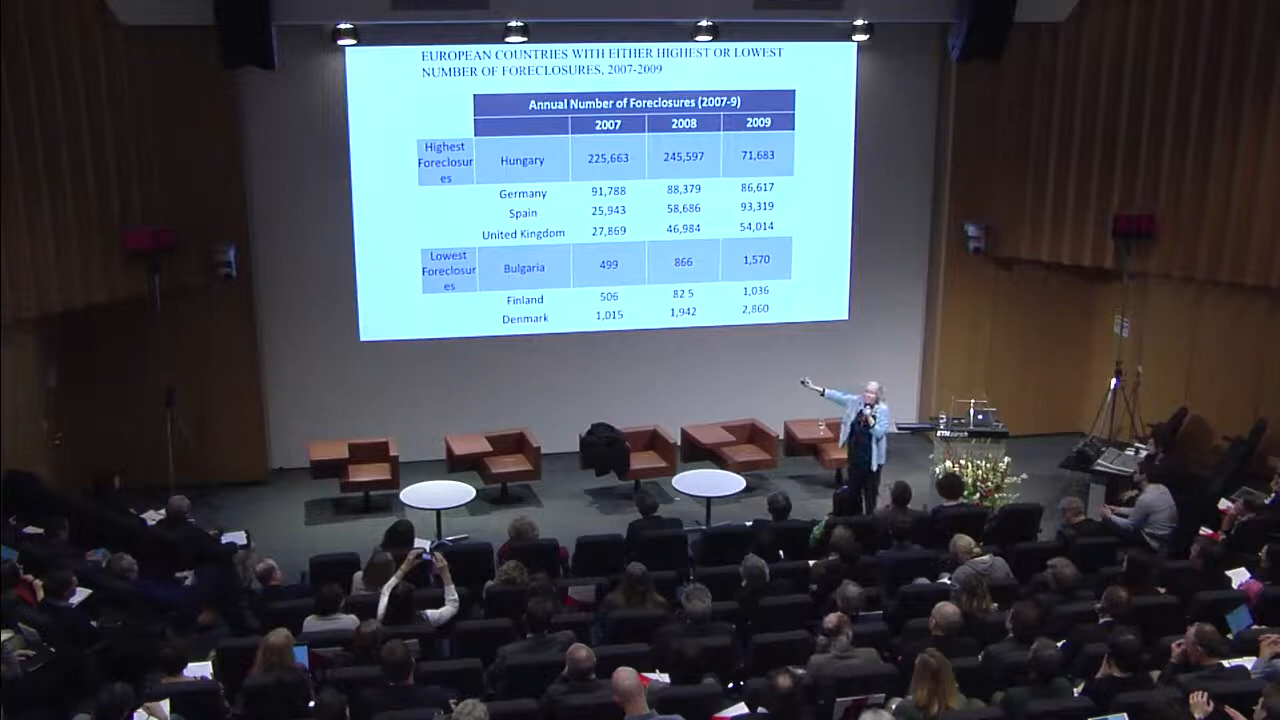 EUROPEAN COUNTRIES WITH EITHER HIGHEST OR LOWEST
NUMBER OF FORECLOSURES, 2007-2009
Annual Number of Foreclosures (2007-9)
2007 2008 2009
Highest
Foreclosur
es
Hungary 225,663 245,597 71,683
Germany 91,788 88,379 86,617
Spain 25,943 58,686 93,319
United Kingdom 27,869 46,984 54,014
Lowest
Foreclosur
es
Bulgaria 499 866 1,570
Finland 506 82 5 1,036
Denmark 1,015 1,942 2,860
ETH zürich